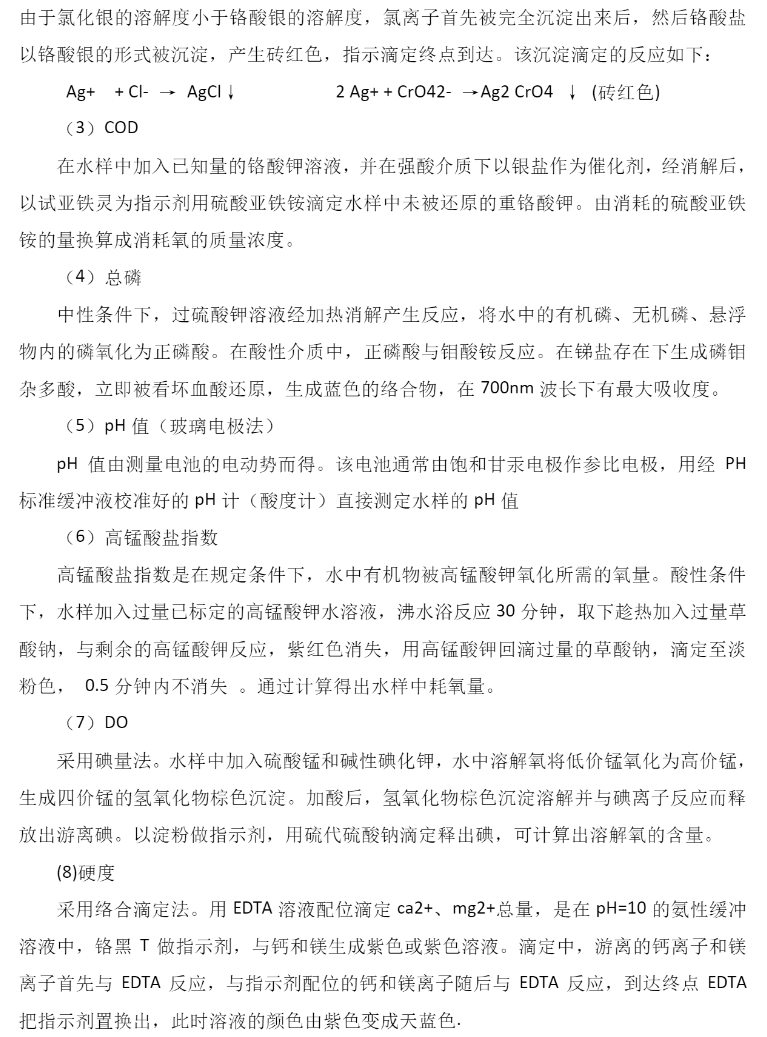 由于氯化银的溶解度小于铬酸银的溶解度，氯离子首先被完全沉淀出来后，然后铬酸盐
以铬酸银的形式被沉淀，产生砖红色，指示滴定终点到达。该沉淀滴定的反应如下：
Ag+ + Cl- → AgCl↓ 2 Ag+ + CrO42- →Ag2 CrO4 ↓ (砖红色)
（3）COD
在水样中加入已知量的铬酸钾溶液，并在强酸介质下以银盐作为催化剂，经消解后，
以试亚铁灵为指示剂用硫酸亚铁铵滴定水样中未被还原的重铬酸钾。由消耗的硫酸亚铁
铵的量换算成消耗氧的质量浓度。
（4）总磷
中性条件下，过硫酸钾溶液经加热消解产生反应，将水中的有机磷、无机磷、悬浮
物内的磷氧化为正磷酸。在酸性介质中，正磷酸与钼酸铵反应。在锑盐存在下生成磷钼
杂多酸，立即被看坏血酸还原，生成蓝色的络合物，在 700nm 波长下有最大吸收度。
（5）pH 值（玻璃电极法）
pH 值由测量电池的电动势而得。该电池通常由饱和甘汞电极作参比电极，用经 PH
标准缓冲液校准好的 pH 计（酸度计）直接测定水样的 pH 值
（6）高锰酸盐指数
高锰酸盐指数是在规定条件下，水中有机物被高锰酸钾氧化所需的氧量。酸性条件
下，水样加入过量已标定的高锰酸钾水溶液，沸水浴反应 30 分钟，取下趁热加入过量草
酸钠，与剩余的高锰酸钾反应，紫红色消失，用高锰酸钾回滴过量的草酸钠，滴定至淡
粉色， 0.5 分钟内不消失 。通过计算得出水样中耗氧量。
（7）DO
采用碘量法。水样中加入硫酸锰和碱性碘化钾，水中溶解氧将低价锰氧化为高价锰，
生成四价锰的氢氧化物棕色沉淀。加酸后，氢氧化物棕色沉淀溶解并与碘离子反应而释
放出游离碘。以淀粉做指示剂，用硫代硫酸钠滴定释出碘，可计算出溶解氧的含量。
(8)硬度
采用络合滴定法。用 EDTA 溶液配位滴定 ca2+、mg2+总量，是在 pH=10 的氨性缓冲
溶液中，铬黑 T 做指示剂，与钙和镁生成紫色或紫色溶液。滴定中，游离的钙离子和镁
离子首先与 EDTA 反应，与指示剂配位的钙和镁离子随后与 EDTA 反应，到达终点 EDTA
把指示剂置换出，此时溶液的颜色由紫色变成天蓝色.